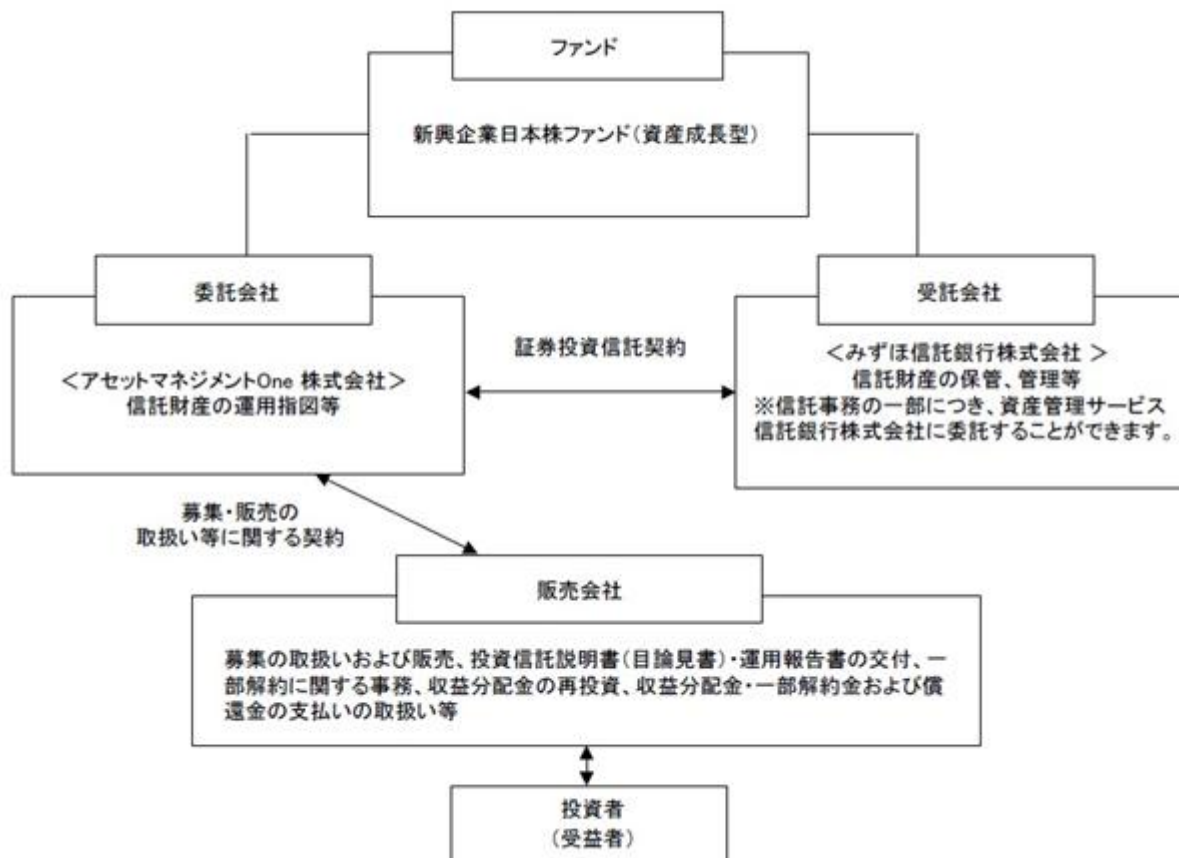 ファンド
新興企業日本株ファンド(資産成長型)
委託会社
<アセットマネジメントOne 株式会社>
信託財産の運用指図等
証券投資信託契約
受託会社
<みずほ信託銀行株式会社 >
信託財産の保管、管理等
※信託事務の一部につき、資産管理サービス
信託銀行株式会社に委託することができます。
募集・販売の
取扱い等に関する契約
販売会社
募集の取扱いおよび販売、投資信託説明書(目論見書)・運用報告書の交付、一
部解約に関する事務、収益分配金の再投資、収益分配金・一部解約金および償
還金の支払いの取扱い等
投資者
(受益者)